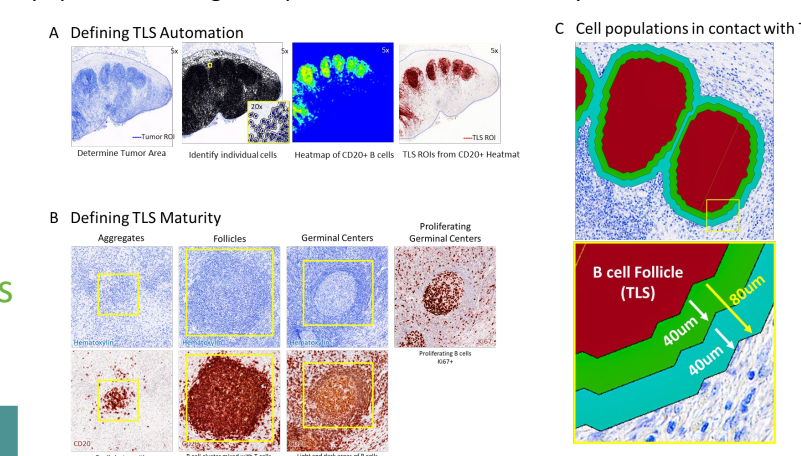 A Defining TLS Automation
5x
5x
5x
5x
20x
Tumor ROI
TLS ROI
Determine Tumor Area
Identify individual cells
Heatmap of CD20+ B cells
TLS ROIs from CD20+ Heatmat
B Defining TLS Maturity
Aggregates
Follicles
Germinal Centers
Proliferating
Germinal Centers
Hematoxylin
Hematoxylin
Hematoxylin
Ki67
Proliferating B cells
Ki67+
CD20
C Cell populations in contact with T
B cell Follicle
(TLS)
80um
40um
40um